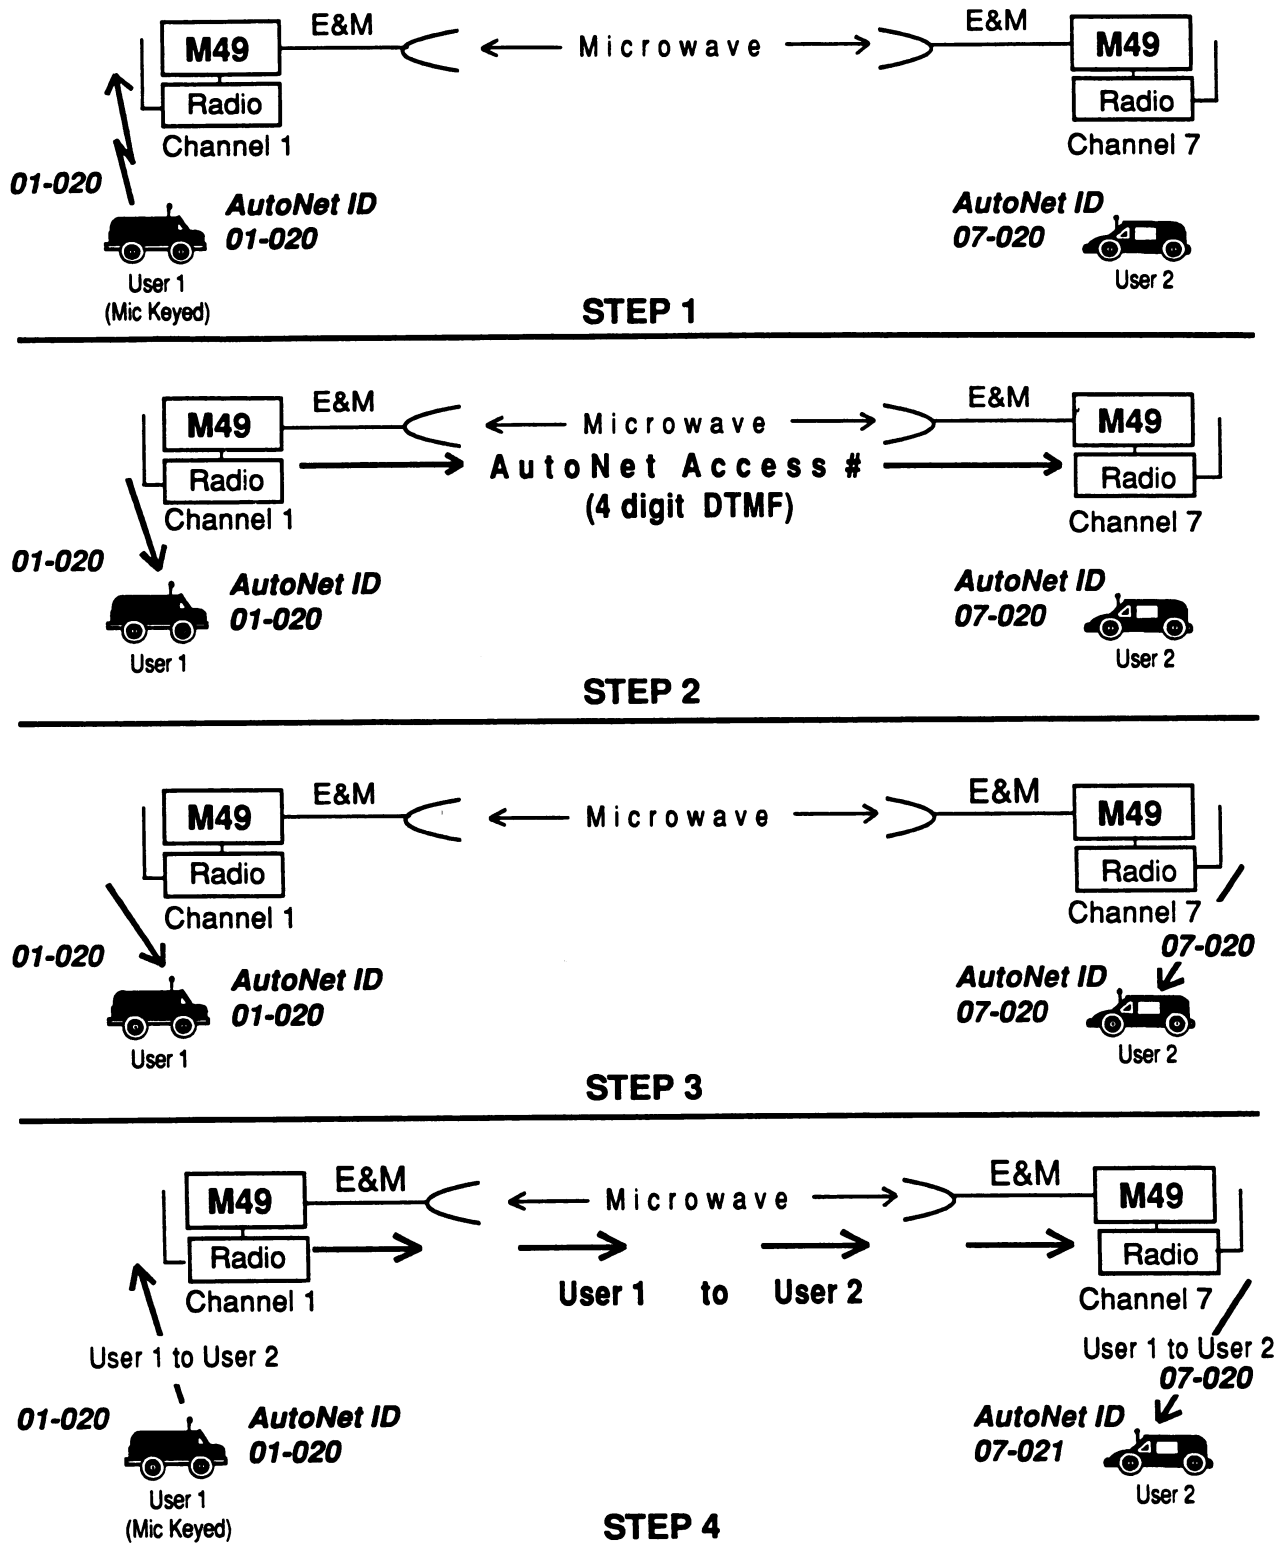 E&M
E&M
M49
Microwave
M49
Radio
Radio
Channel 1
Channel 7
01-020
AutoNet ID
01-020
AutoNet ID
07-020
User 1
(Mic Keyed)
User 2
STEP 1
E&M
E&M
M49
Microwave
M49
Radio
AutoNet Access #
(4 digit DTMF)
Radio
Channel 1
Channel 7
01-020
AutoNet ID
01-020
AutoNet ID
07-020
User 1
User 2
STEP 2
E&M
E&M
M49
Microwave
M49
Radio
Radio
Channel 1
Channel 7
01-020
07-020
AutoNet ID
01-020
AutoNet ID
07-020
User 1
User 2
STEP 3
E&M
E&M
M49
Microwave
M49
Radio
Radio
Channel 1
User 1 to User 2
Channel 7
User 1 to User 2
User 1 to User 2
07-020
01-020
AutoNet ID
01-020
AutoNet ID
07-021
User 1
(Mic Keyed)
User 2
STEP 4